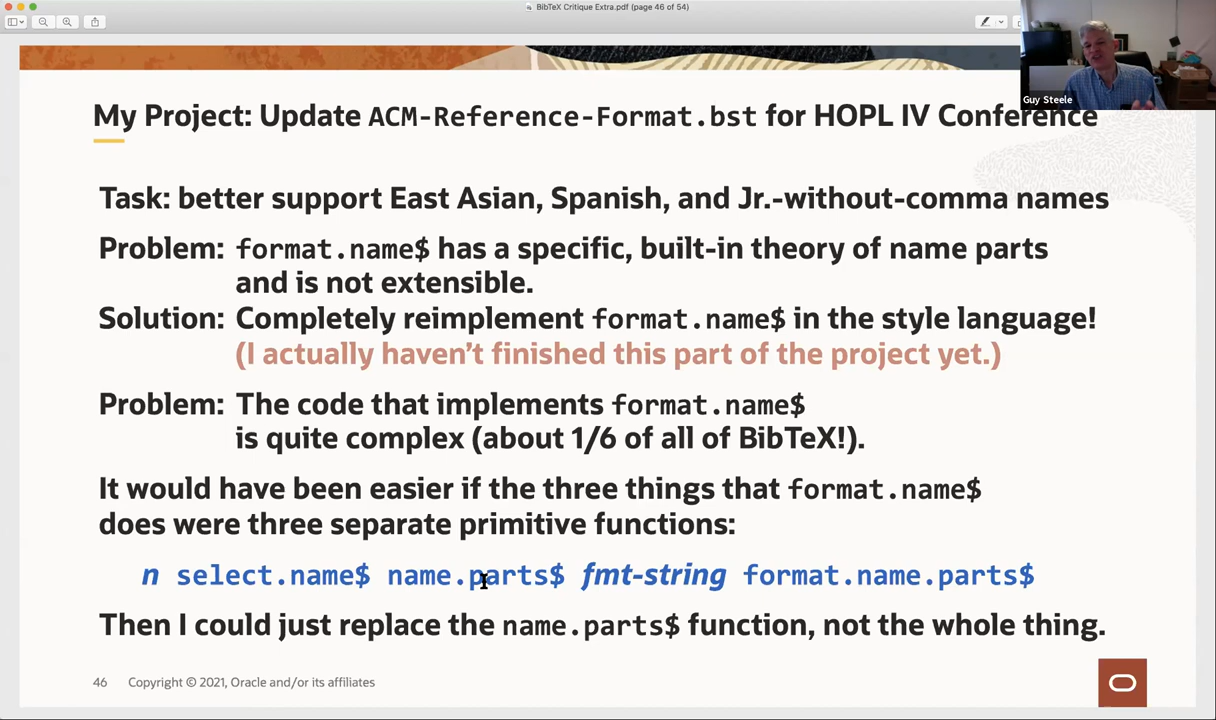 BibTeX Critique Extra.pdf (page 46 of 54)
Guy Steele
My Project: Update ACM-Reference-Format.bst for HOPL IV Conference
Task: better support East Asian, Spanish, and Jr.-without-comma names
Problem: format.name$ has a specific, built-in theory of name parts
and is not extensible.
Solution: Completely reimplement format.name$ in the style language!
(I actually haven’t finished this part of the project yet.)
Problem: The code that implements format.name$
is quite complex (about 1/6 of all of BibTeX!).
It would have been easier if the three things that format.name$
does were three separate primitive functions:
n select.name$ name.parts$ fmt-string format.name.parts$
Then I could just replace the name.parts$ function, not the whole thing.
46 Copyright © 2021, Oracle and/or its affiliates